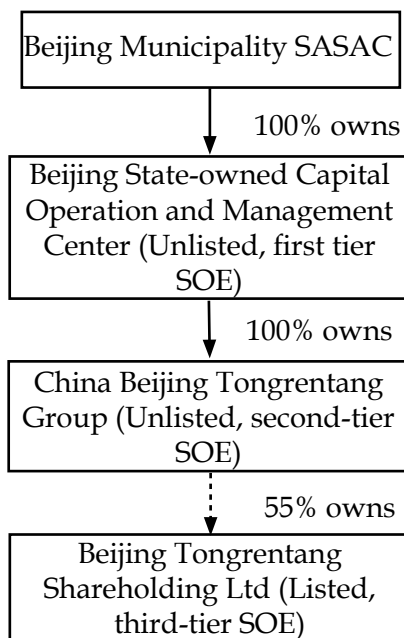 Beijing Municipality SASAC
100% owns
Beijing State-owned Capital
Operation and Management
Center (Unlisted, first tier
SOE)
100% owns
China Beijing Tongrentang
Group (Unlisted, second-tier
SOE)
55% owns
Beijing Tongrentang
Shareholding Ltd (Listed,
third-tier SOE)